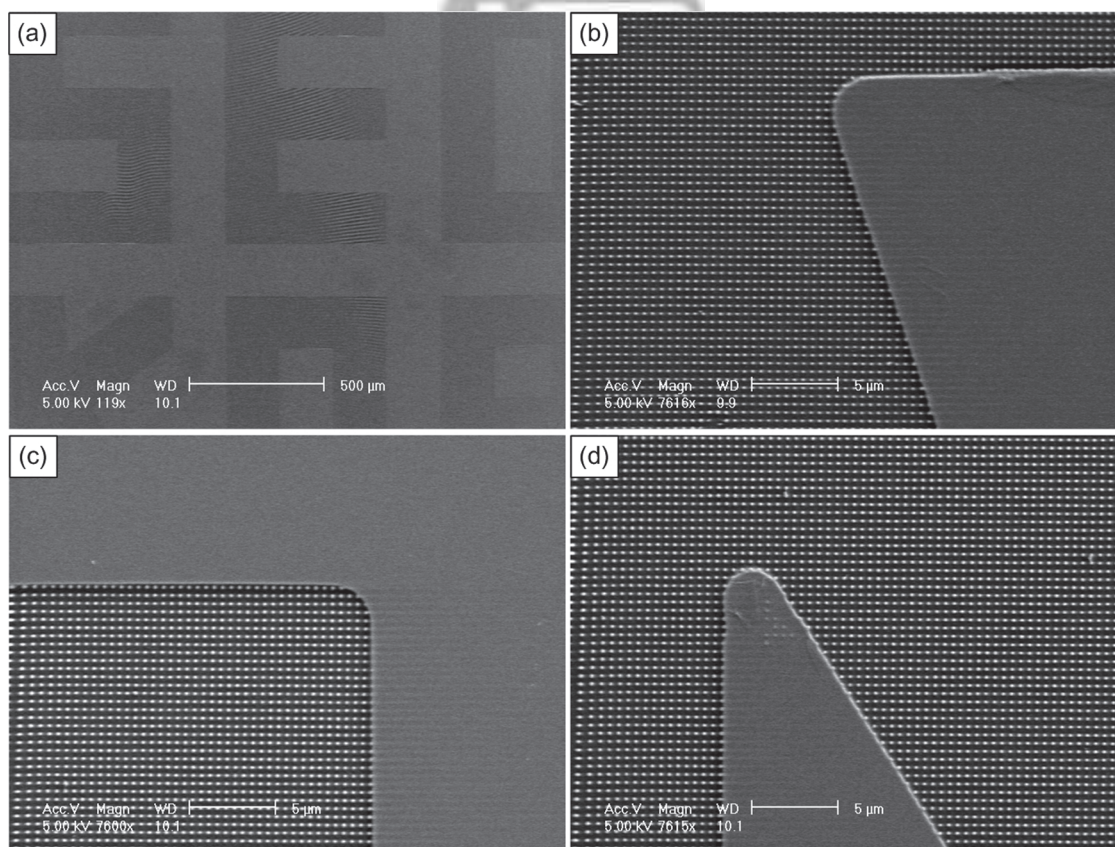 (a)
Acc.V Magn WD 500 µm
5.00 kV 119x 10.1
(b)
Acc.V Magn WD 5 µm
5.00 kV 7616x 9.9
(c)
Acc.V Magn WD 5 µm
5.00 kV 7600x 10.1
(d)
Acc.V Magn WD 5 µm
5.00 kV 7615x 10.1